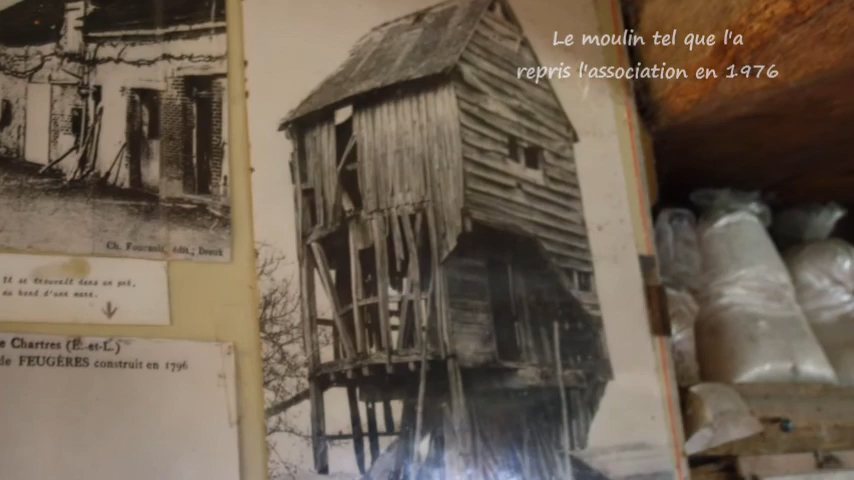 Le moulin tel que l'a
repris l'association en 1976
Ch. Foucault, édit., Dreux
Il se trouvait dans un pré,
au bord d'une mare.
e Chartres (E.-et-L.)
de FEUGÈRES construit en 1796